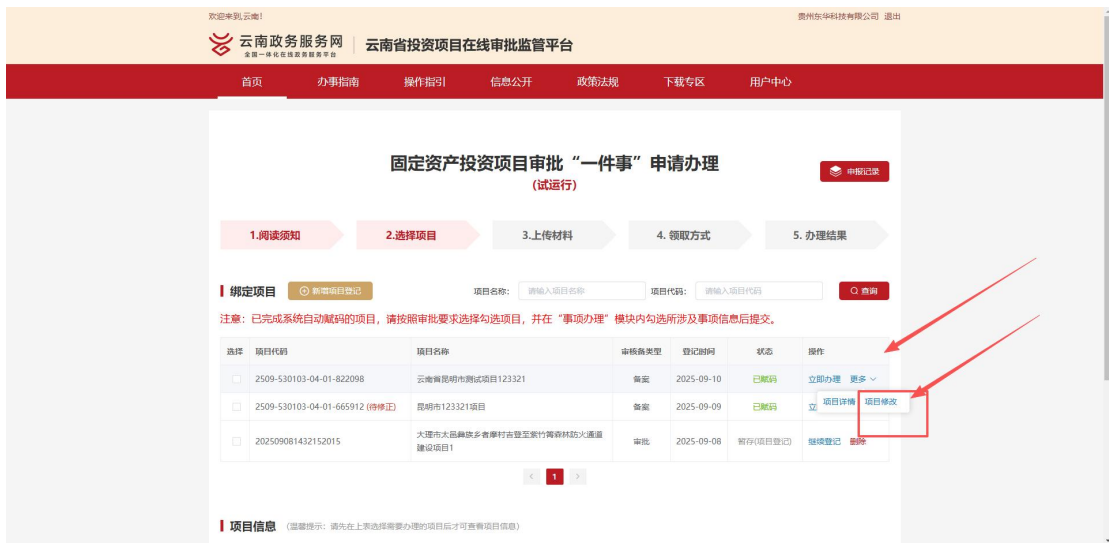 欢迎来到,云南!
贵州东华科技有限公司 退出
云南政务服务网 云南省投资项目在线审批监管平台
全国一体化在线政务服务平台
首页 办事指南 操作指引 信息公开 政策法规 下载专区 用户中心
固定资产投资项目审批“一件事”申请办理
(试运行)
申报记录
1.阅读须知 2.选择项目 3.上传材料 4. 领取方式 5. 办理结果
绑定项目 新增项目登记 项目名称: 请输入项目名称 项目代码: 请输入项目代码 查询
注意: 已完成系统自动赋码的项目, 请按照审批要求选择勾选项目, 并在“事项办理”模块内勾选所涉及事项信息后提交。
选择 项目代码 项目名称 审核备类型 登记时间 状态 操作
2509-530103-04-01-822098 云南省昆明市测试项目123321 备案 2025-09-10 已赋码 立即办理 更多
2509-530103-04-01-665912 (待修正) 昆明市123321项目 备案 2025-09-09 已赋码 立 项目详情 项目修改
202509081432152015 大理市太邑彝族乡者摩村吉登至紫竹箐森林防火通道 审批 2025-09-08 暂存(项目登记) 继续登记 删除
建设项目1
< 1 >
项目信息 (温馨提示: 请先在上表选择需要办理的项目后才可查看项目信息)